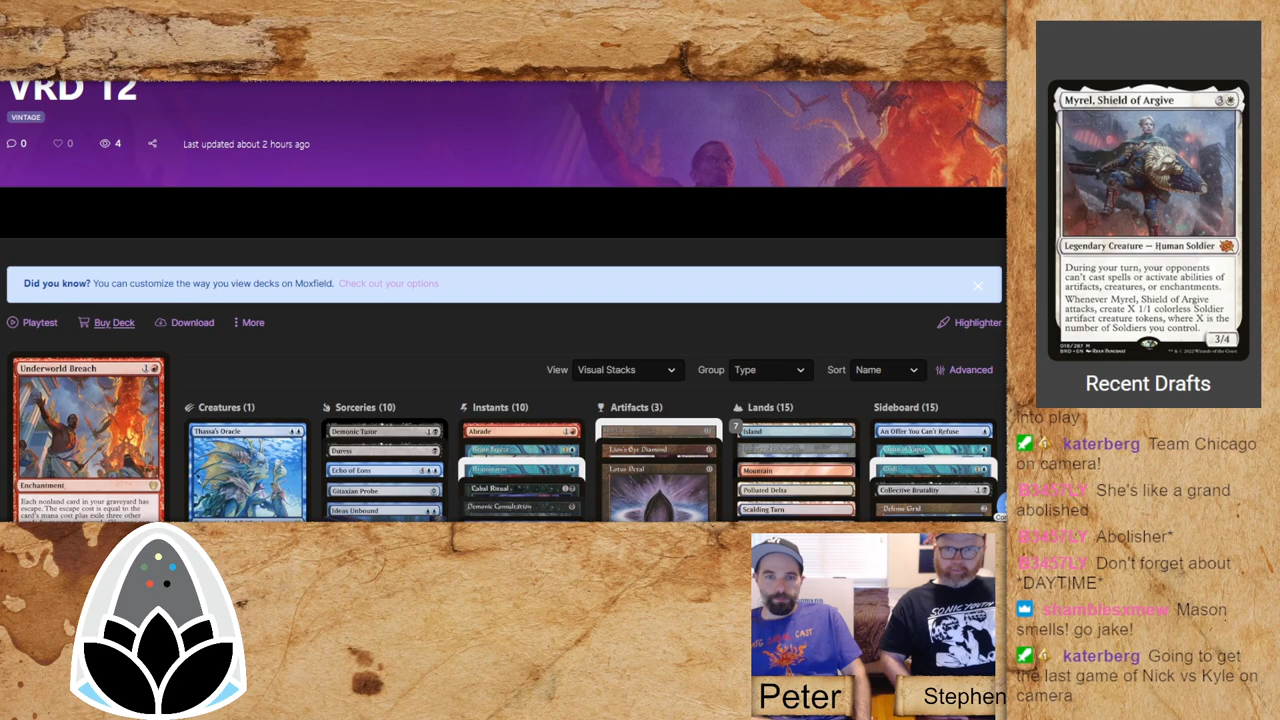 VRD 12
VINTAGE
0 0 4 Last updated about 2 hours ago
Did you know? You can customize the way you view decks on Moxfield. Check out your options
Playtest Buy Deck Download More Highlighter
View Visual Stacks Group Type Sort Name Advanced
Underworld Breach
Enchantment
Each nonland card in your graveyard has
escape. The escape cost is equal to the
card's mana cost plus exile three other
Creatures (1)
Thassa's Oracle
Sorceries (10)
Demonic Tutor
Duress
Echo of Eons
Gitaxian Probe
Ideas Unbound
Instants (10)
Abrade
Brain Freeze
Brainstorm
Cabal Ritual
Demonic Consultation
Artifacts (3)
Lion's Eye Diamond
Lotus Petal
Lands (15)
7
Island
Mountain
Polluted Delta
Scalding Tarn
Sideboard (15)
An Offer You Can't Refuse
Collective Brutality
Defense Grid
Peter
Stephen
SONIC YOUTH
Myrel, Shield of Argive 3
Legendary Creature — Human Soldier
During your turn, your opponents
can't cast spells or activate abilities of
artifacts, creatures, or enchantments.
Whenever Myrel, Shield of Argive
attacks, create X 1/1 colorless Soldier
artifact creature tokens, where X is the
number of Soldiers you control.
3/4
Recent Drafts
into play
katerberg Team Chicago
on camera!
B3457LY She's like a grand
abolished
B3457LY Abolisher*
B3457LY Don't forget about
*DAYTIME*
shamblesxmew Mason
smells! go jake!
katerberg Going to get
the last game of Nick vs Kyle on
camera